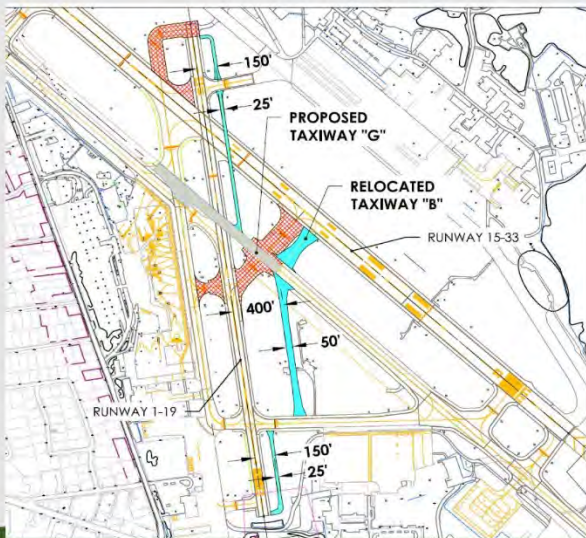 150'
25'
PROPOSED
TAXIWAY "G"
RELOCATED
TAXIWAY "B"
RUNWAY 15-33
400'
50'
RUNWAY 1-19
150'
25'